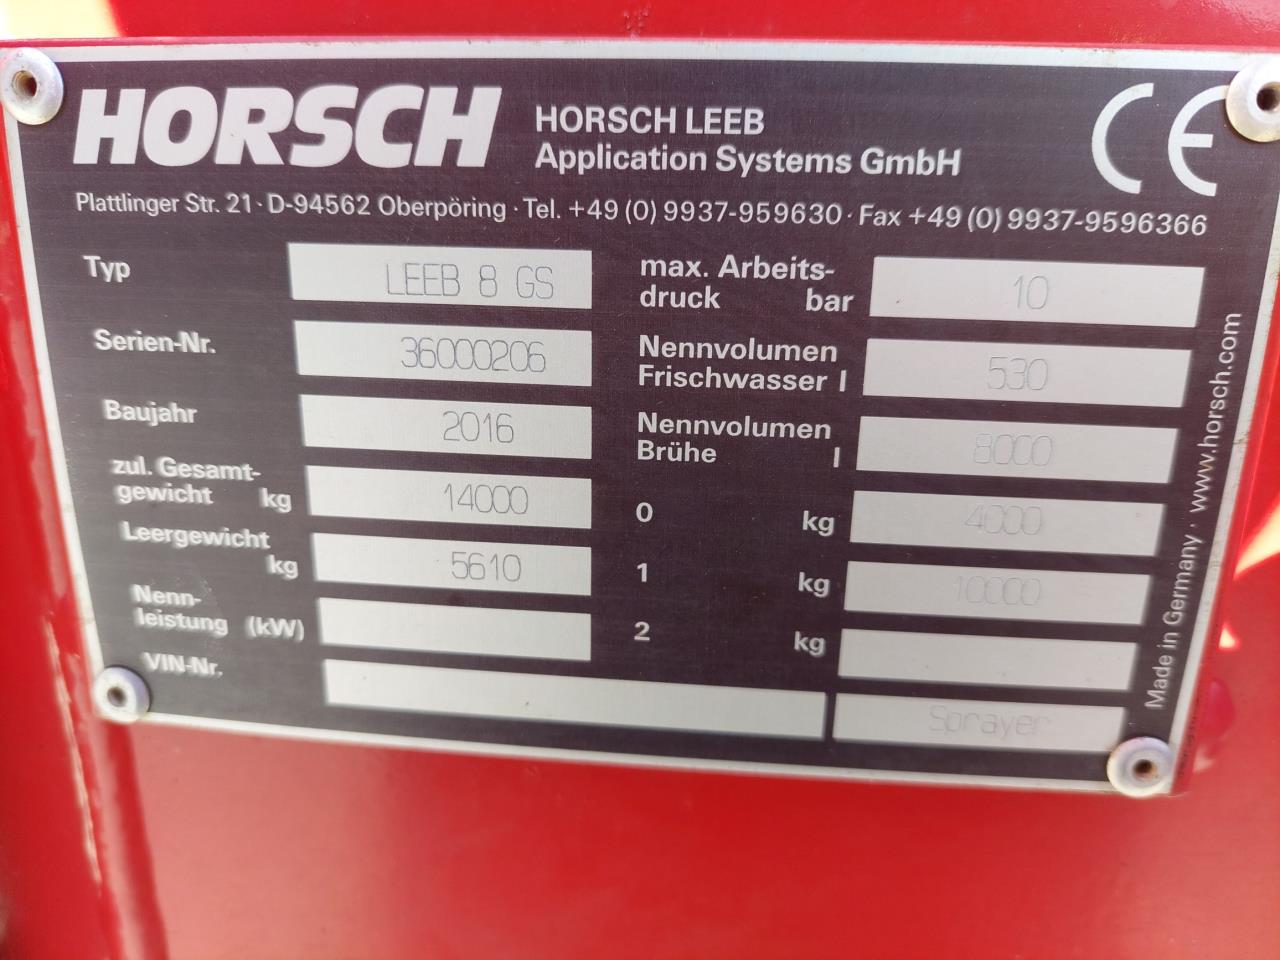 HORSCH
HORSCH LEEB
Application Systems GmbH
CE
Plattlinger Str. 21 · D-94562 Oberpöring · Tel. +49 (0) 9937-959630 · Fax +49 (0) 9937-9596366
Typ LEEB 8 GS
Serien-Nr. 36000206
Baujahr 2016
zul. Gesamt-
gewicht kg 14000
Leergewicht
kg 5610
Nenn-
leistung (kW)
VIN-Nr.
max. Arbeits-
druck bar 10
Nennvolumen
Frischwasser l 530
Nennvolumen
Brühe l 8000
0 kg 4000
1 kg 10000
2 kg
Sprayer
Made in Germany · www.horsch.com